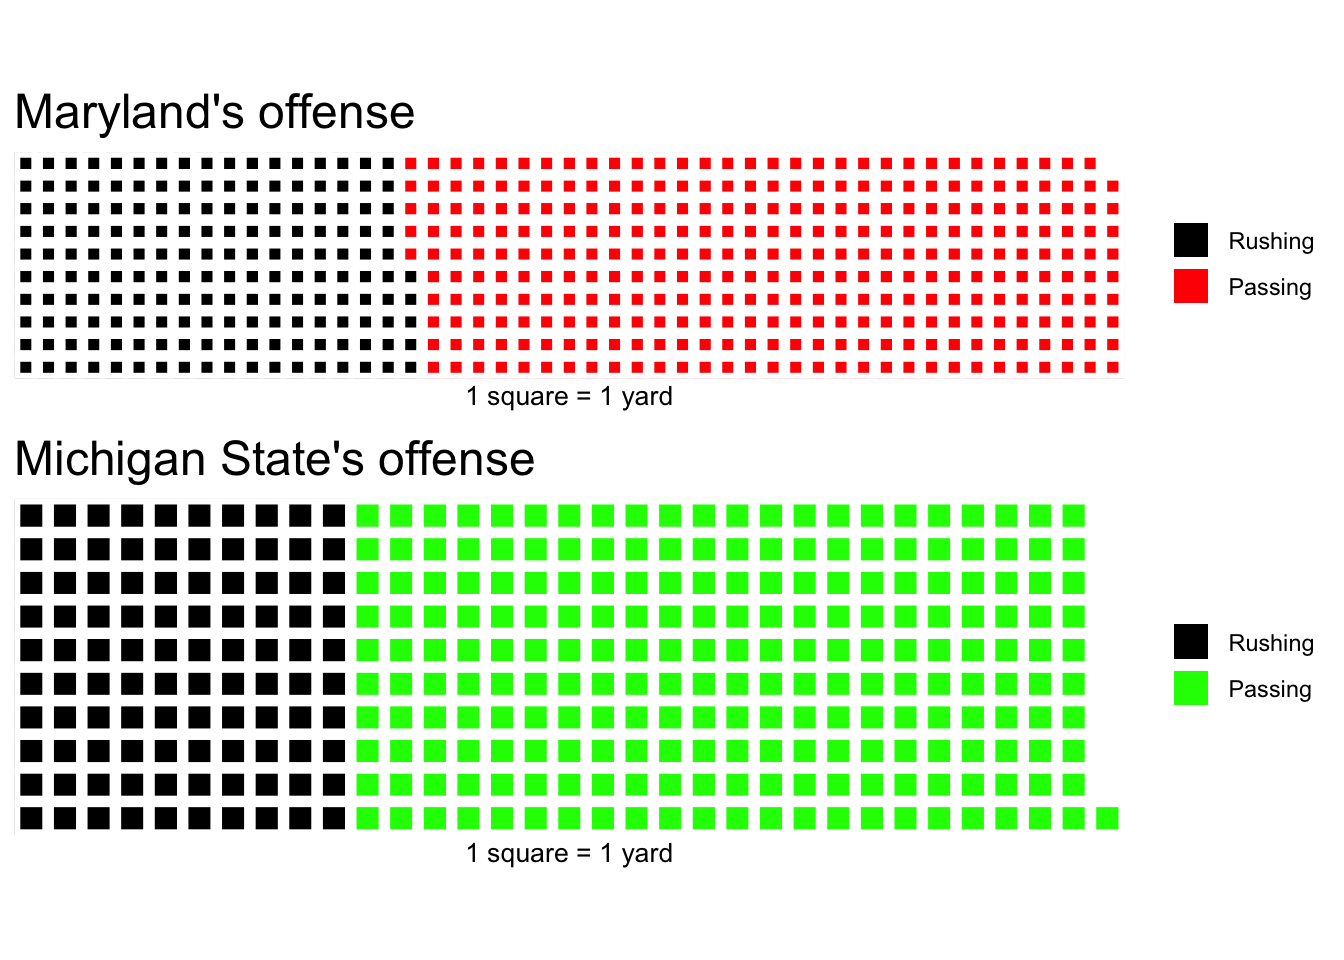 Maryland's offense
Rushing
Passing
1 square = 1 yard
Michigan State's offense
Rushing
Passing
1 square = 1 yard